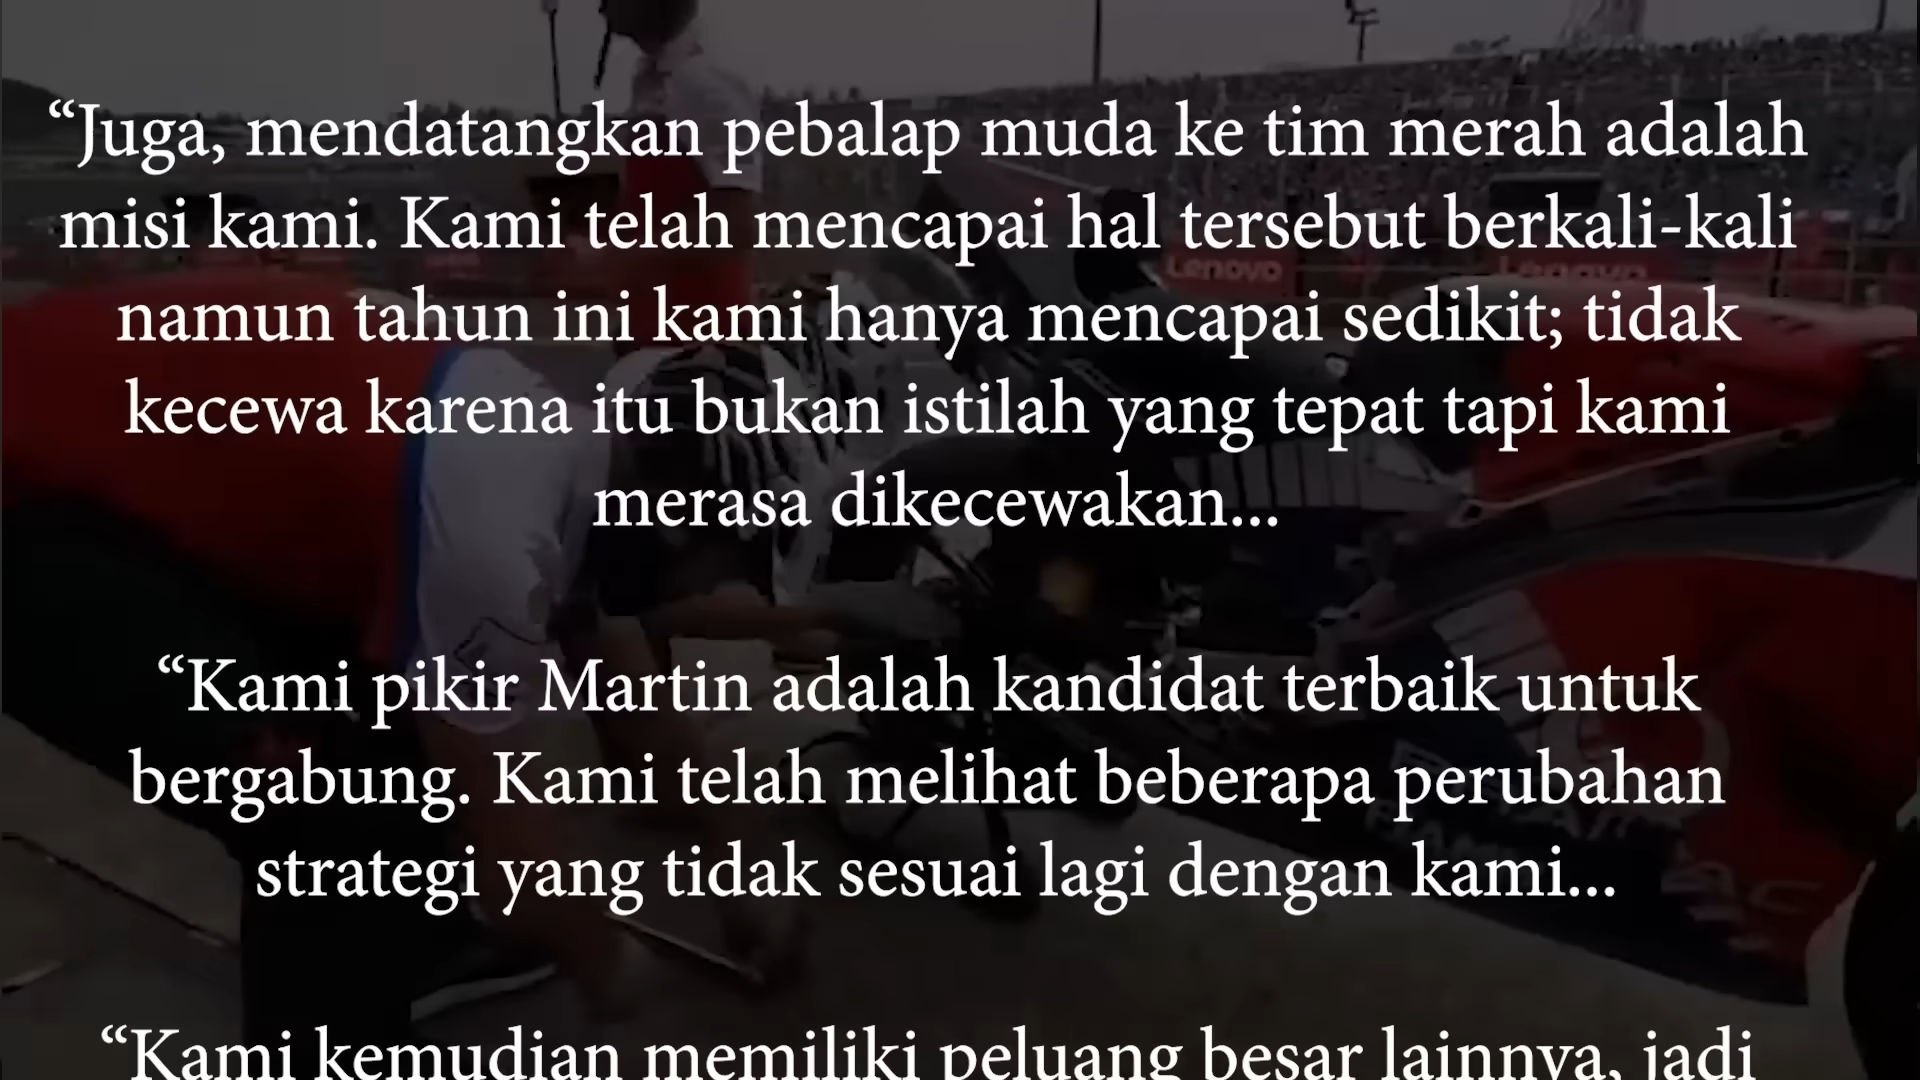 “Juga, mendatangkan pebalap muda ke tim merah adalah
misi kami. Kami telah mencapai hal tersebut berkali-kali
namun tahun ini kami hanya mencapai sedikit; tidak
kecewa karena itu bukan istilah yang tepat tapi kami
merasa dikecewakan...
“Kami pikir Martin adalah kandidat terbaik untuk
bergabung. Kami telah melihat beberapa perubahan
strategi yang tidak sesuai lagi dengan kami...
“Kami kemudian memiliki peluang besar lainnya, jadi
Lenovo
Lenovo